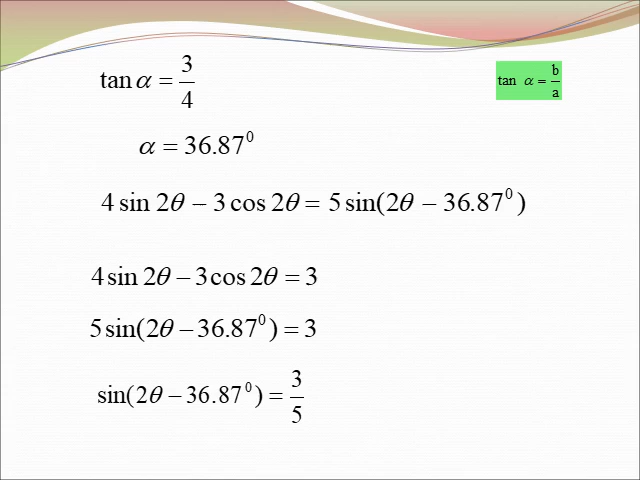 tan α = 3/4
tan α = b/a
α = 36.87⁰
4 sin 2θ − 3 cos 2θ = 5 sin(2θ − 36.87⁰)
4 sin 2θ − 3 cos 2θ = 3
5 sin(2θ − 36.87⁰) = 3
sin(2θ − 36.87⁰) = 3/5